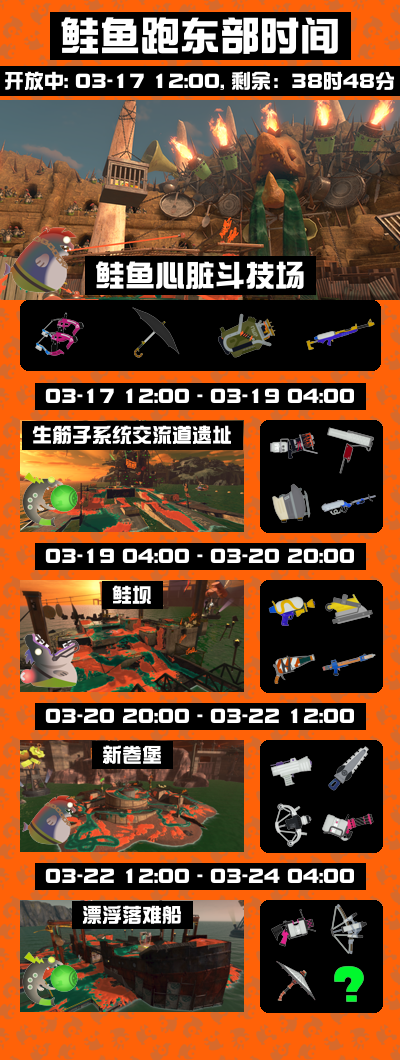 鲑鱼跑东部时间
开放中: 03-17 12:00, 剩余: 38时48分
鲑鱼心脏斗技场
03-17 12:00 - 03-19 04:00
生筋子系统交流道遗址
03-19 04:00 - 03-20 20:00
鲑坝
03-20 20:00 - 03-22 12:00
新卷堡
03-22 12:00 - 03-24 04:00
漂浮落难船
?